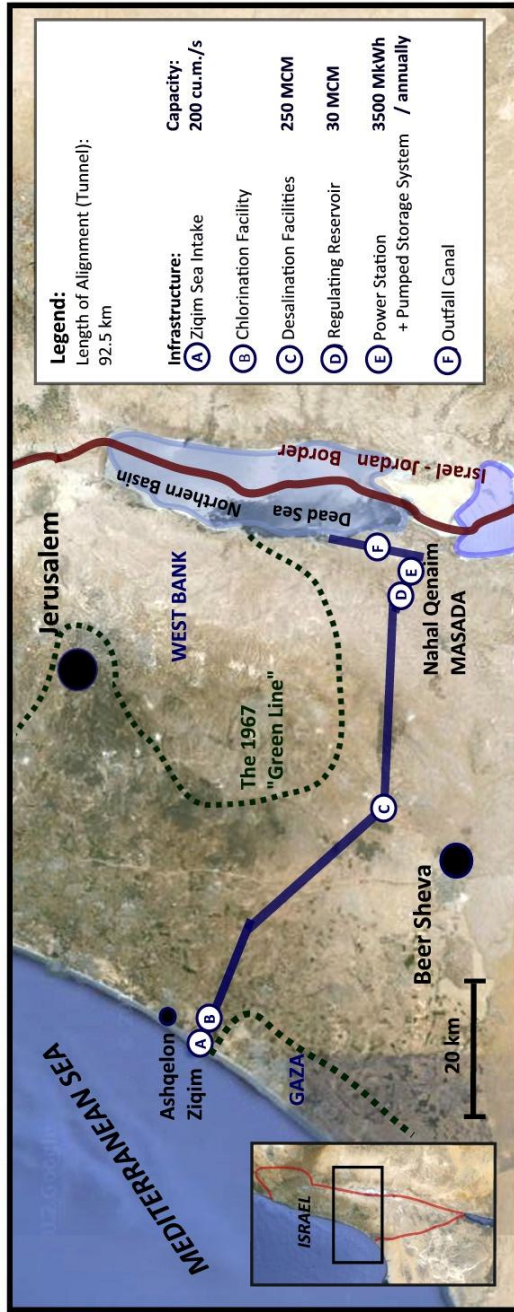 MEDITERRANEAN SEA
Ashqelon
Ziqim
A
B
GAZA
Jerusalem
WEST BANK
The 1967
"Green Line"
C
Beer Sheva
20 km
ISRAEL
Northern Basin
Dead Sea
Israel - Jordan Border
F
E
D
Nahal Qenaim
MASADA
Legend:
Length of Alignment (Tunnel):
92.5 km
Infrastructure: Capacity:
A Ziqim Sea Intake 200 cu.m./s
B Chlorination Facility
C Desalination Facilities 250 MCM
D Regulating Reservoir 30 MCM
E Power Station 3500 MkWh
+ Pumped Storage System / annually
F Outfall Canal